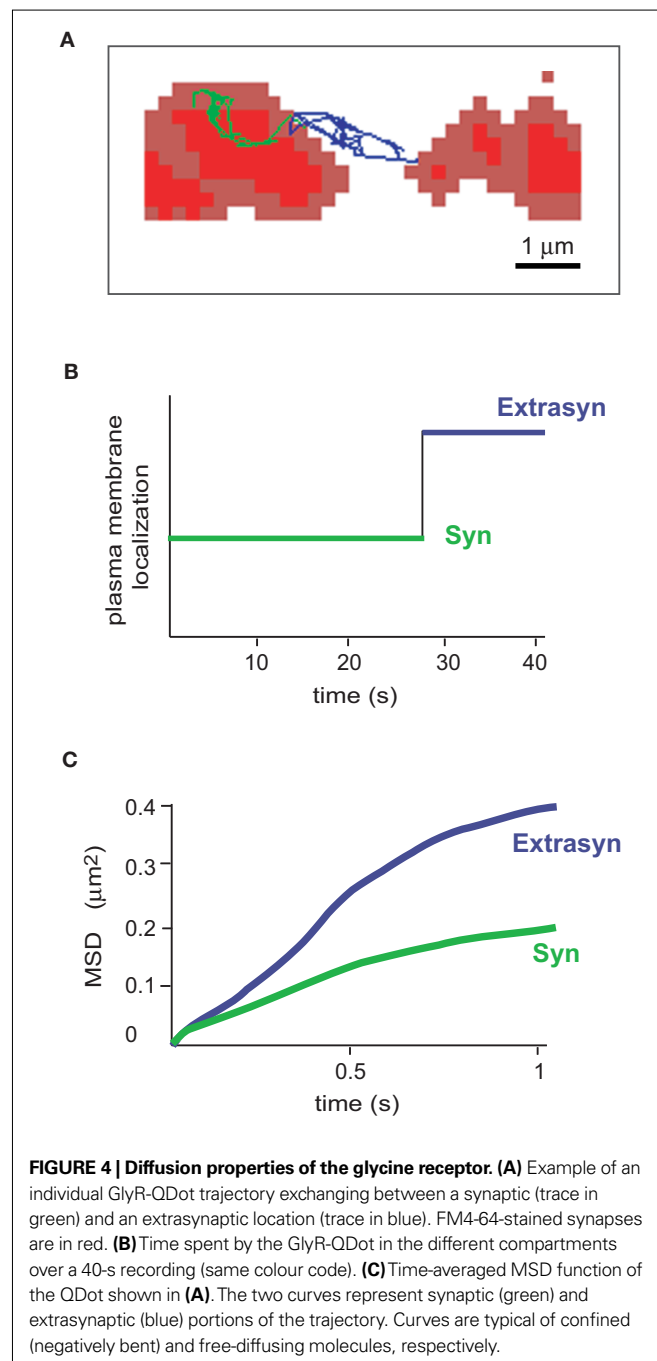 A
1 μm
B
Extrasyn
Syn
plasma membrane
localization
10 20 30 40
time (s)
C
0.4
0.3
0.2
0.1
0
MSD (μm²)
Extrasyn
Syn
0.5 1
time (s)
FIGURE 4 | Diffusion properties of the glycine receptor. (A) Example of an
individual GlyR-QDot trajectory exchanging between a synaptic (trace in
green) and an extrasynaptic location (trace in blue). FM4-64-stained synapses
are in red. (B) Time spent by the GlyR-QDot in the different compartments
over a 40-s recording (same colour code). (C) Time-averaged MSD function of
the QDot shown in (A). The two curves represent synaptic (green) and
extrasynaptic (blue) portions of the trajectory. Curves are typical of confined
(negatively bent) and free-diffusing molecules, respectively.